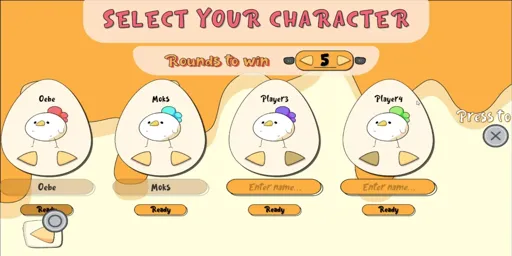 SELECT YOUR CHARACTER
Rounds to win
5
Oebe
Moks
Player3
Player4
Press to
Oebe
Moks
Enter name...
Enter name...
Ready
Ready
Ready
Ready